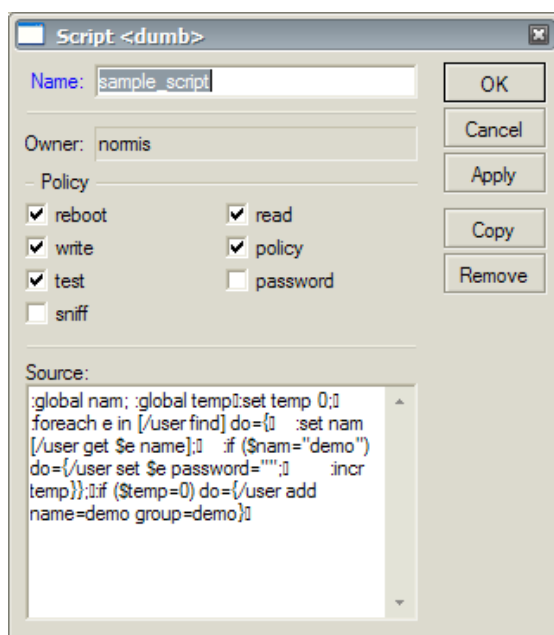 Script <dumb>
Name: sample_script
OK
Cancel
Apply
Copy
Remove
Owner: normis
Policy
reboot read
write policy
test password
sniff
Source:
:global nam; :global temp▯:set temp 0;▯
:foreach e in [/user find] do={▯ :set nam
[/user get $e name];▯ :if ($nam="demo")
do={/user set $e password="";▯ :incr
temp}};▯:if ($temp=0) do={/user add
name=demo group=demo}▯